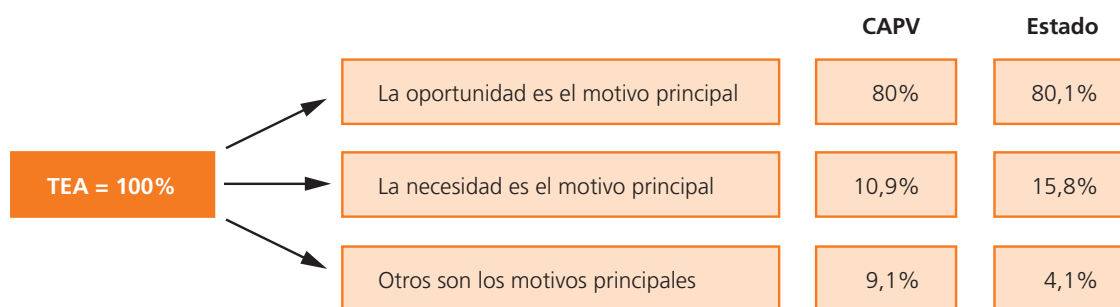 CAPV Estado
La oportunidad es el motivo principal 80% 80,1%
TEA = 100% La necesidad es el motivo principal 10,9% 15,8%
Otros son los motivos principales 9,1% 4,1%